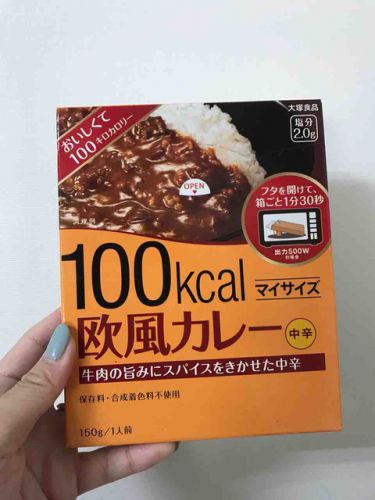 おいしくて
100キロカロリー
大塚食品
塩分
2.0g
OPEN
フタを開けて、
箱ごと1分30秒
出力500W
100kcal
マイサイズ
欧風カレー
中辛
牛肉の旨みにスパイスをきかせた中辛
保存料・合成着色料不使用
150g/1人前